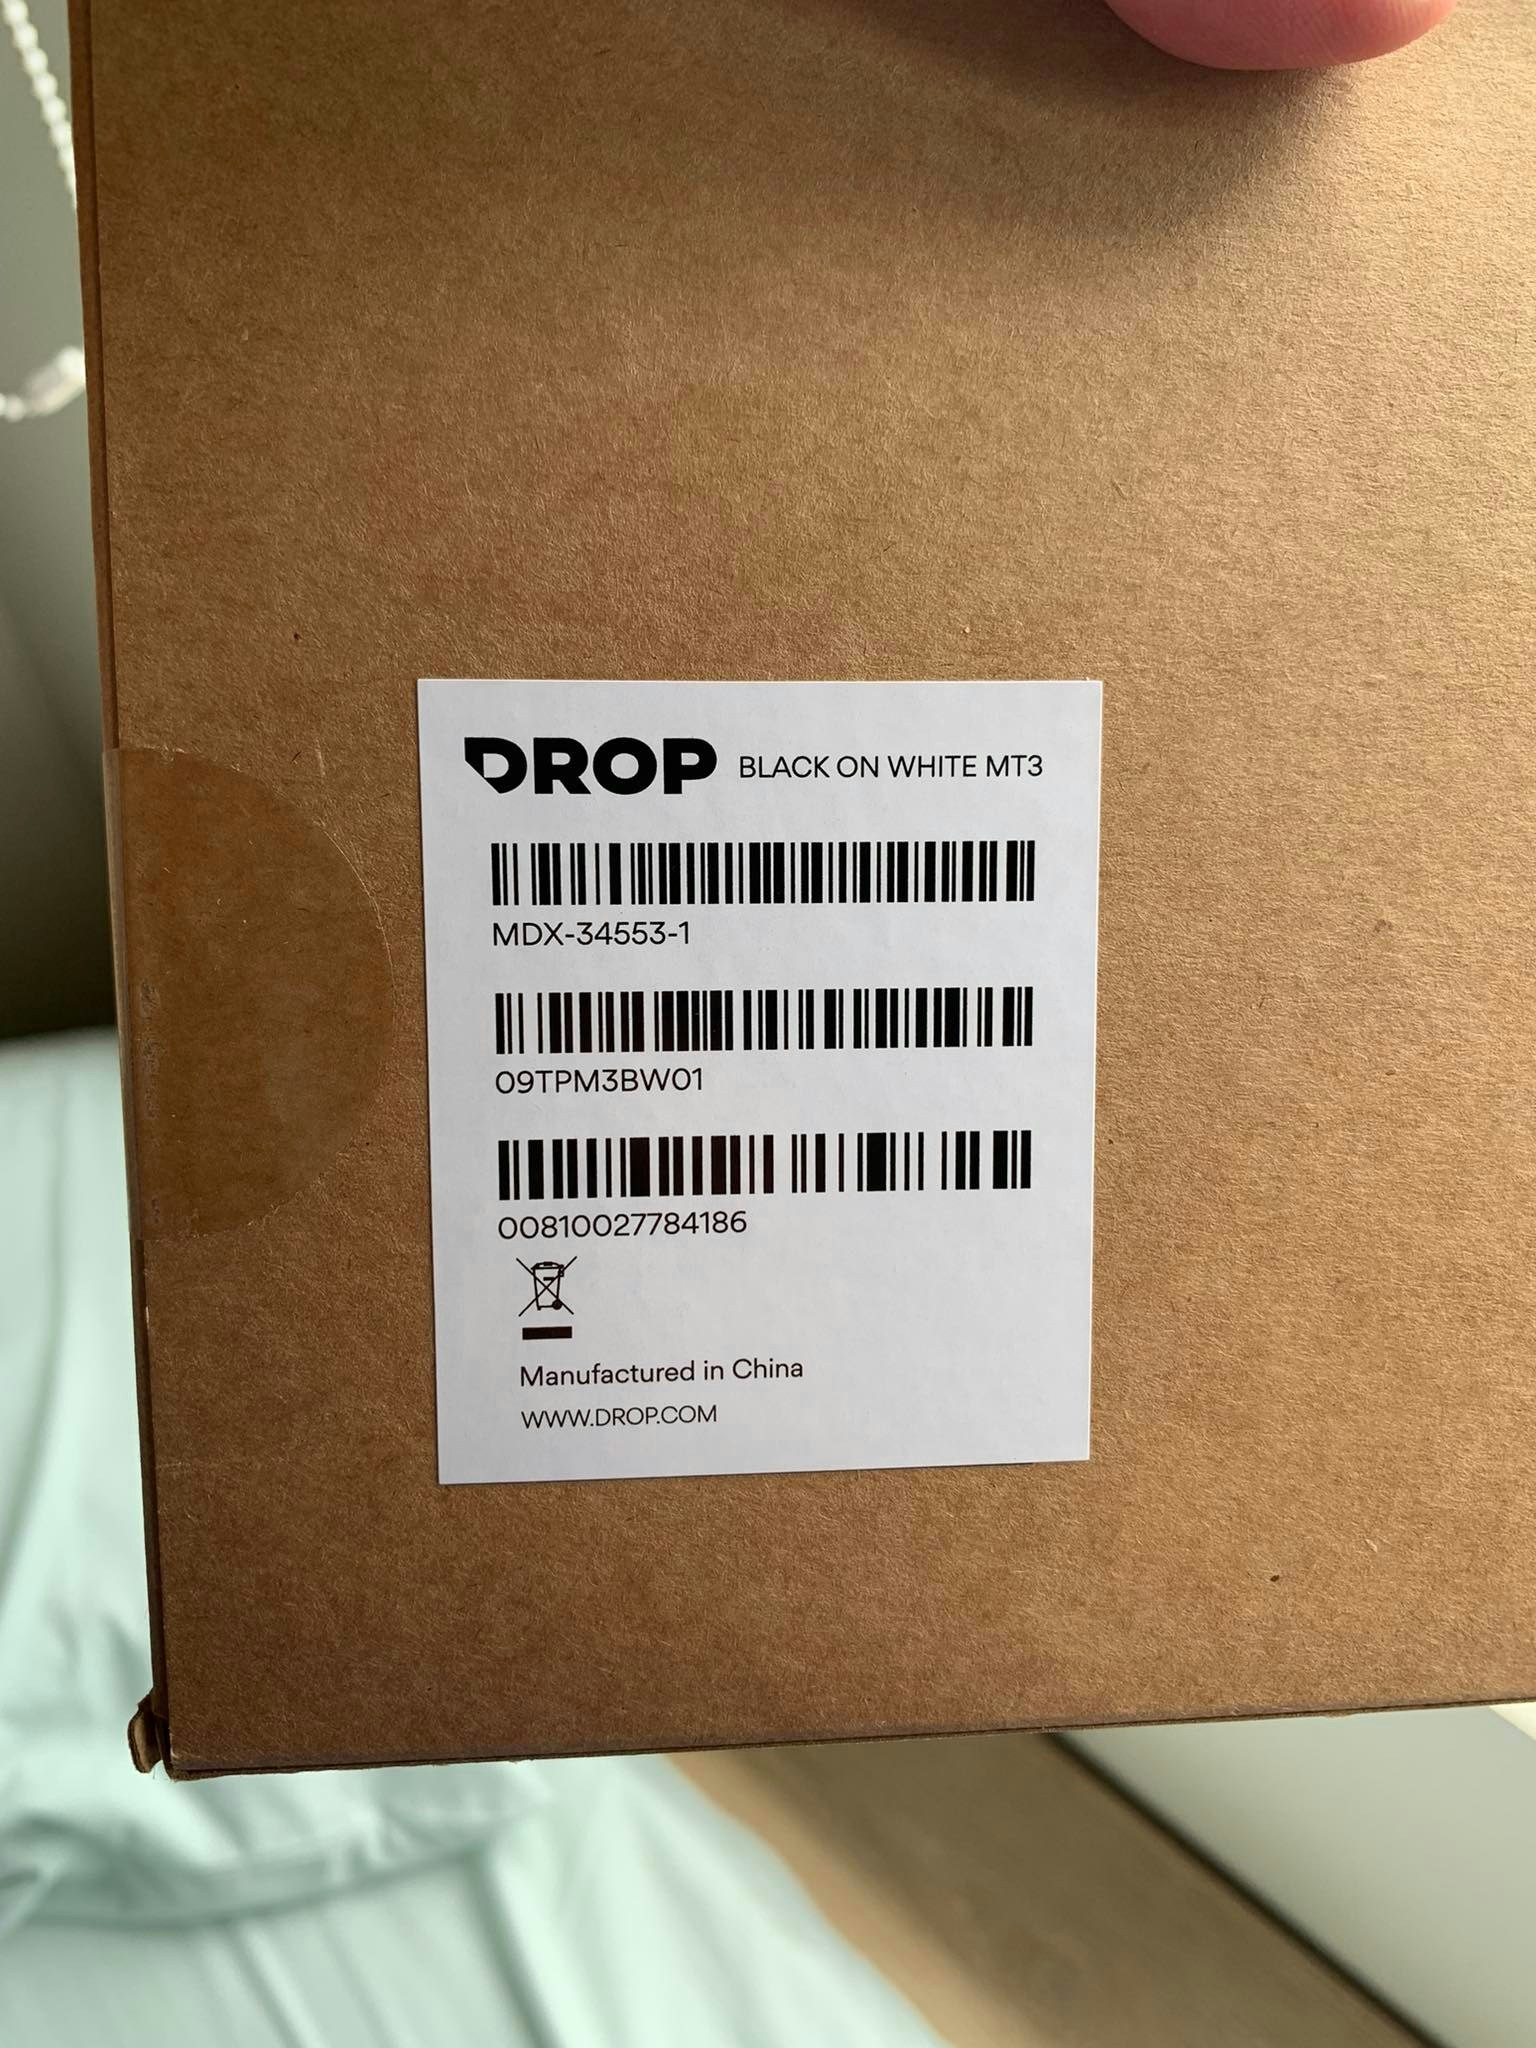 DROP BLACK ON WHITE MT3
MDX-34553-1
09TPM3BW01
00810027784186
Manufactured in China
WWW.DROP.COM